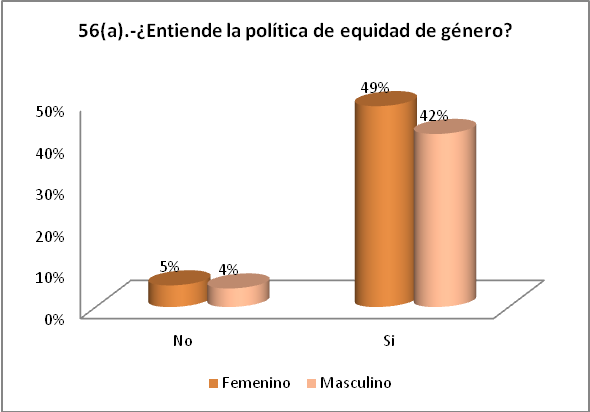 56(a).-¿Entiende la política de equidad de género?
49%
42%
50%
40%
30%
20%
10%
0%
5%
4%
No
Si
Femenino
Masculino